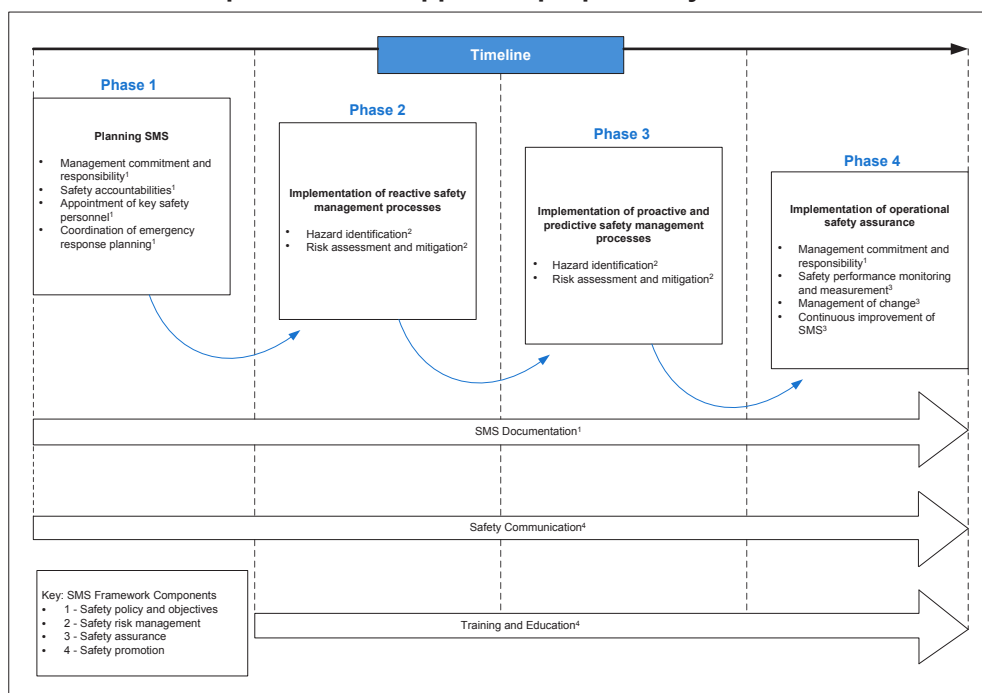 Timeline
Phase 1
Planning SMS
• Management commitment and
responsibility¹
• Safety accountabilities¹
• Appointment of key safety
personnel¹
• Coordination of emergency
response planning¹
Phase 2
Implementation of reactive safety
management processes
• Hazard identification²
• Risk assessment and mitigation²
Phase 3
Implementation of proactive and
predictive safety management
processes
• Hazard identification²
• Risk assessment and mitigation²
Phase 4
Implementation of operational
safety assurance
• Management commitment and
responsibility¹
• Safety performance monitoring
and measurement³
• Management of change³
• Continuous improvement of
SMS³
SMS Documentation¹
Safety Communication⁴
Training and Education⁴
Key: SMS Framework Components
• 1 - Safety policy and objectives
• 2 - Safety risk management
• 3 - Safety assurance
• 4 - Safety promotion